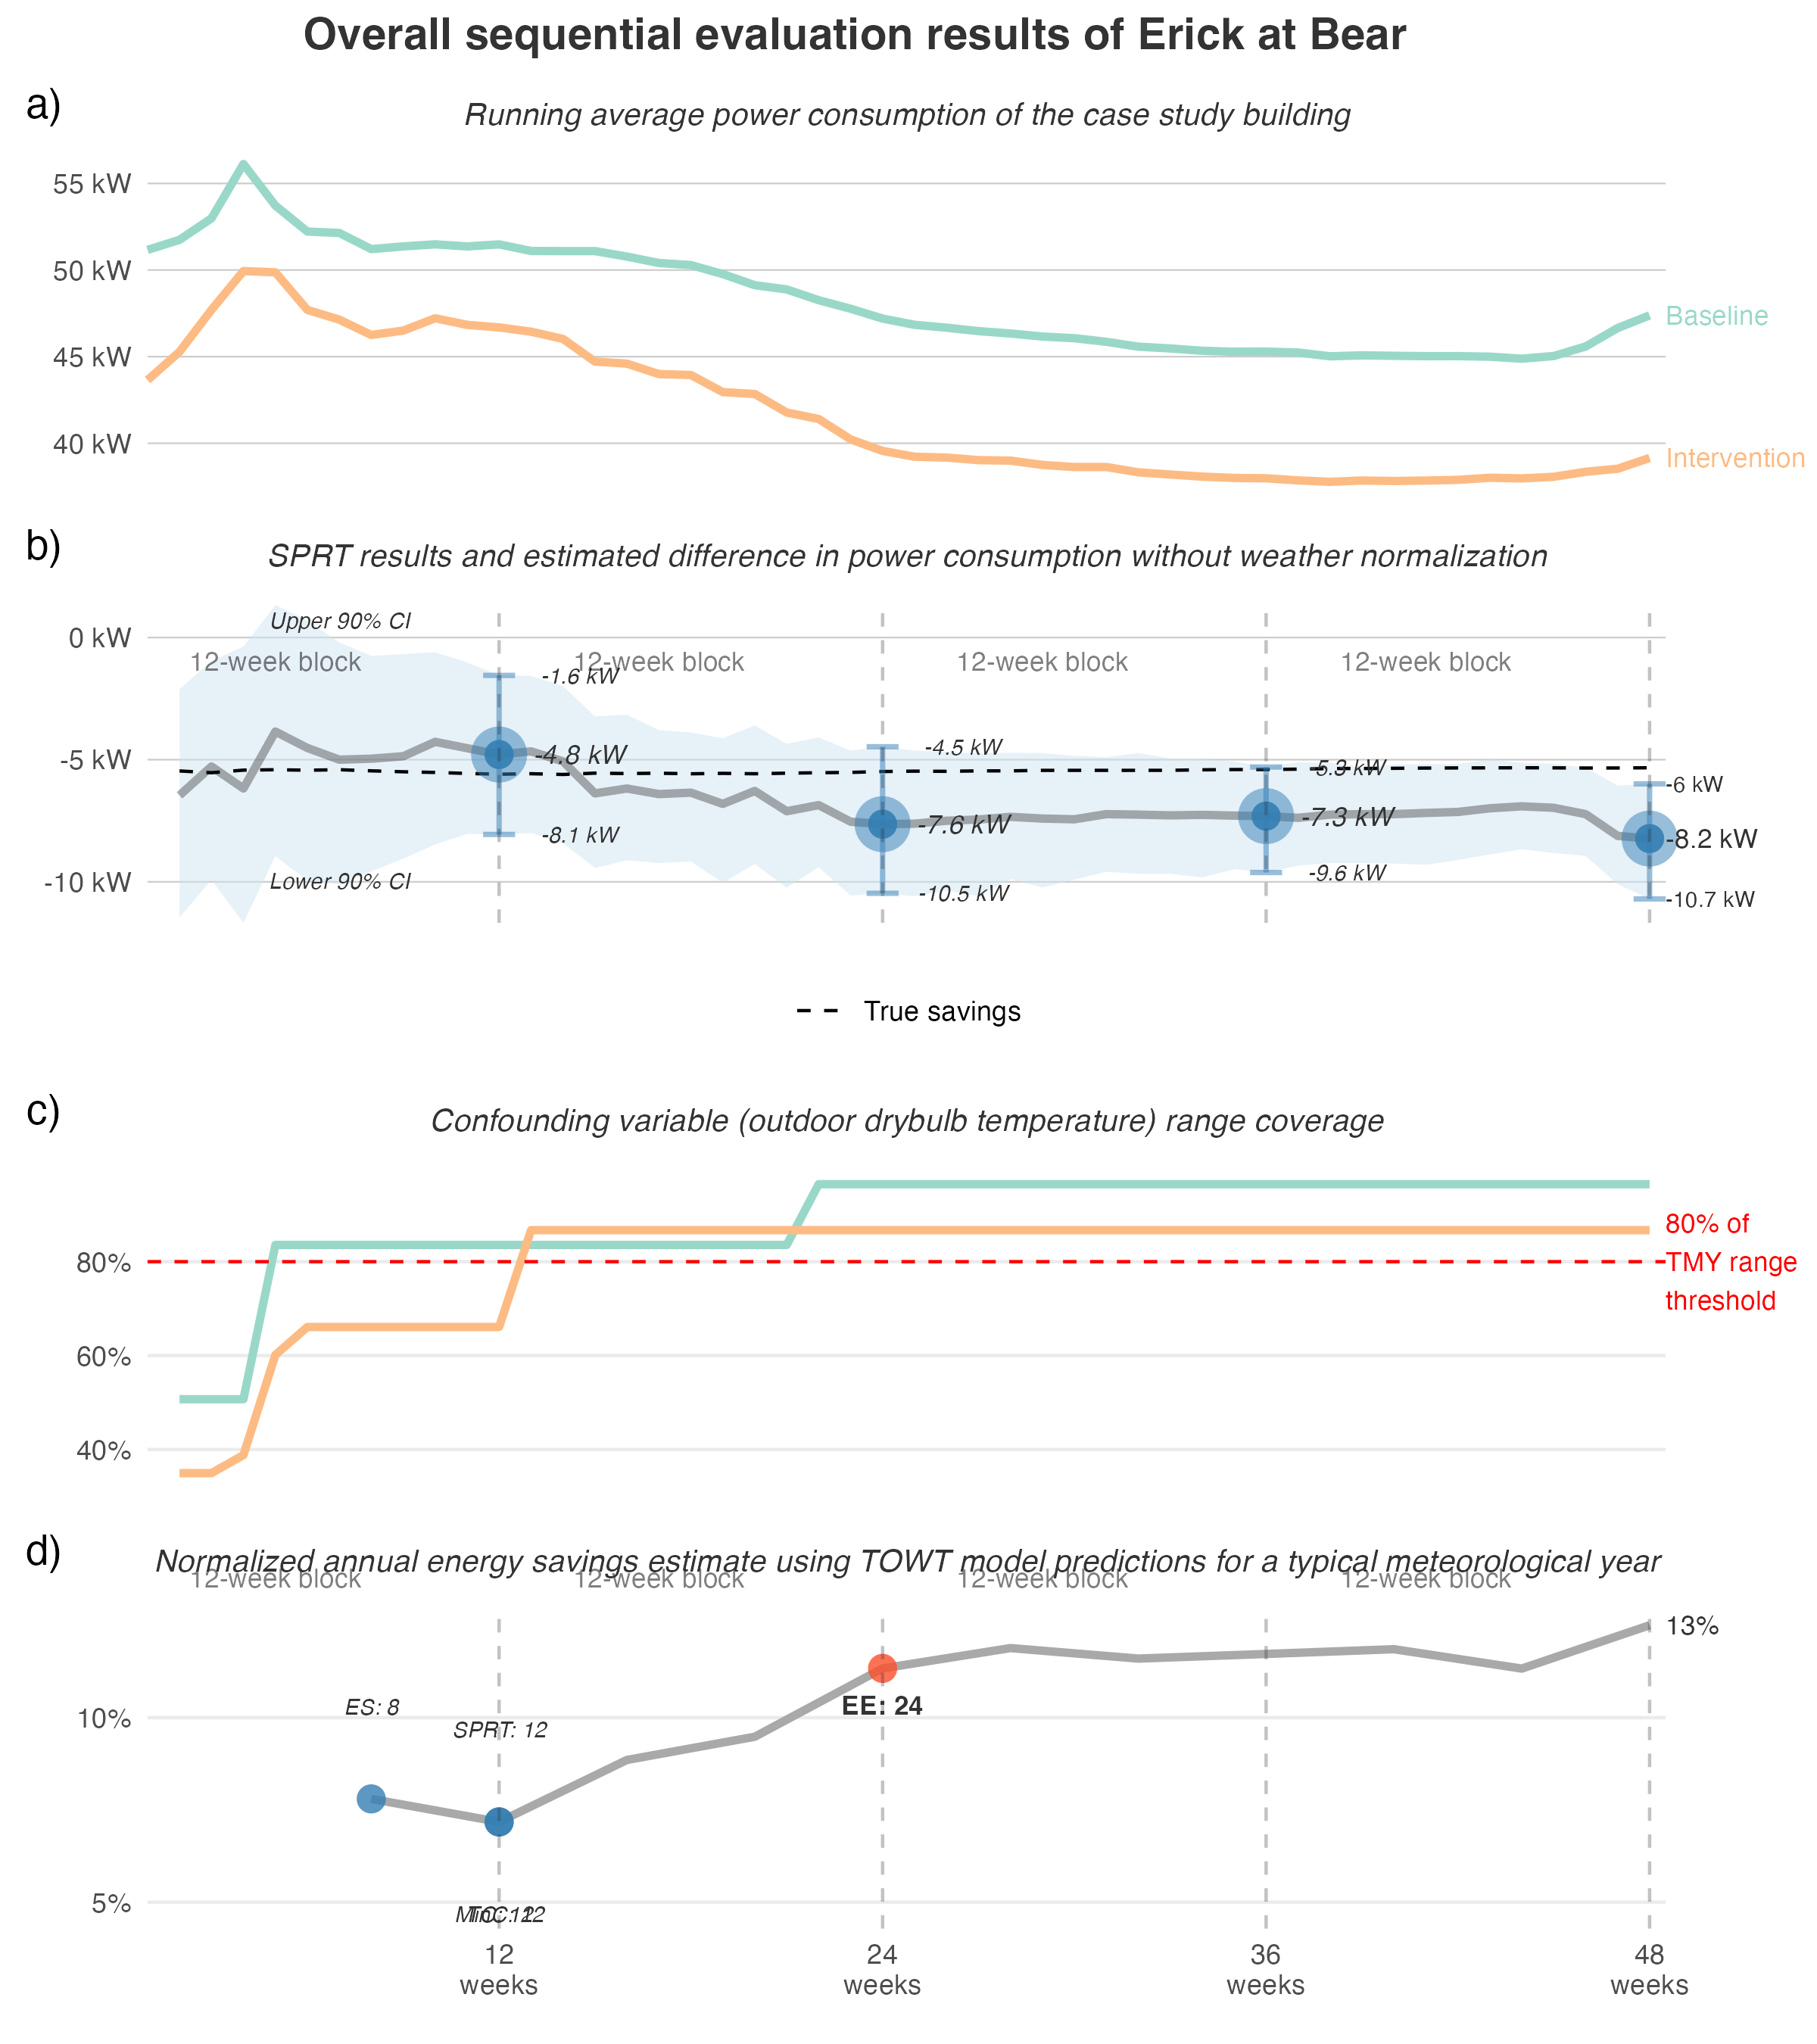 Overall sequential evaluation results of Erick at Bear
a)
Running average power consumption of the case study building
55 kW
50 kW
45 kW
40 kW
Baseline
Intervention
b)
SPRT results and estimated difference in power consumption without weather normalization
Upper 90% CI
0 kW
12-week block
12-week block
12-week block
12-week block
-1.6 kW
-4.5 kW
-5 kW
-4.8 kW
-5.3 kW
-6 kW
-7.6 kW
-7.3 kW
-8.1 kW
-8.2 kW
Lower 90% CI
-10 kW
-10.5 kW
-9.6 kW
-10.7 kW
True savings
c)
Confounding variable (outdoor drybulb temperature) range coverage
80%
60%
40%
80% of
TMY range
threshold
d)
Normalized annual energy savings estimate using TOWT model predictions for a typical meteorological year
12-week block
12-week block
12-week block
12-week block
13%
ES: 8
EE: 24
10%
SPRT: 12
5%
12
weeks
24
weeks
36
weeks
48
weeks